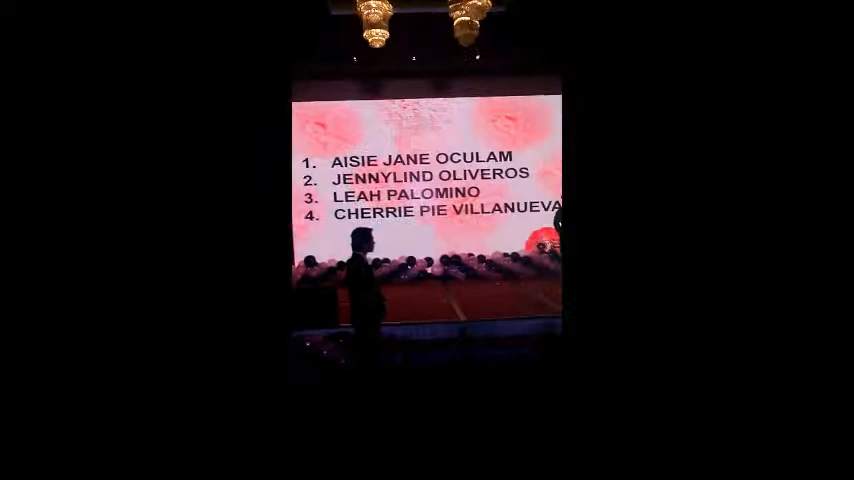 1. AISIE JANE OCULAM
2. JENNYLIND OLIVEROS
3. LEAH PALOMINO
4. CHERRIE PIE VILLANUEVA